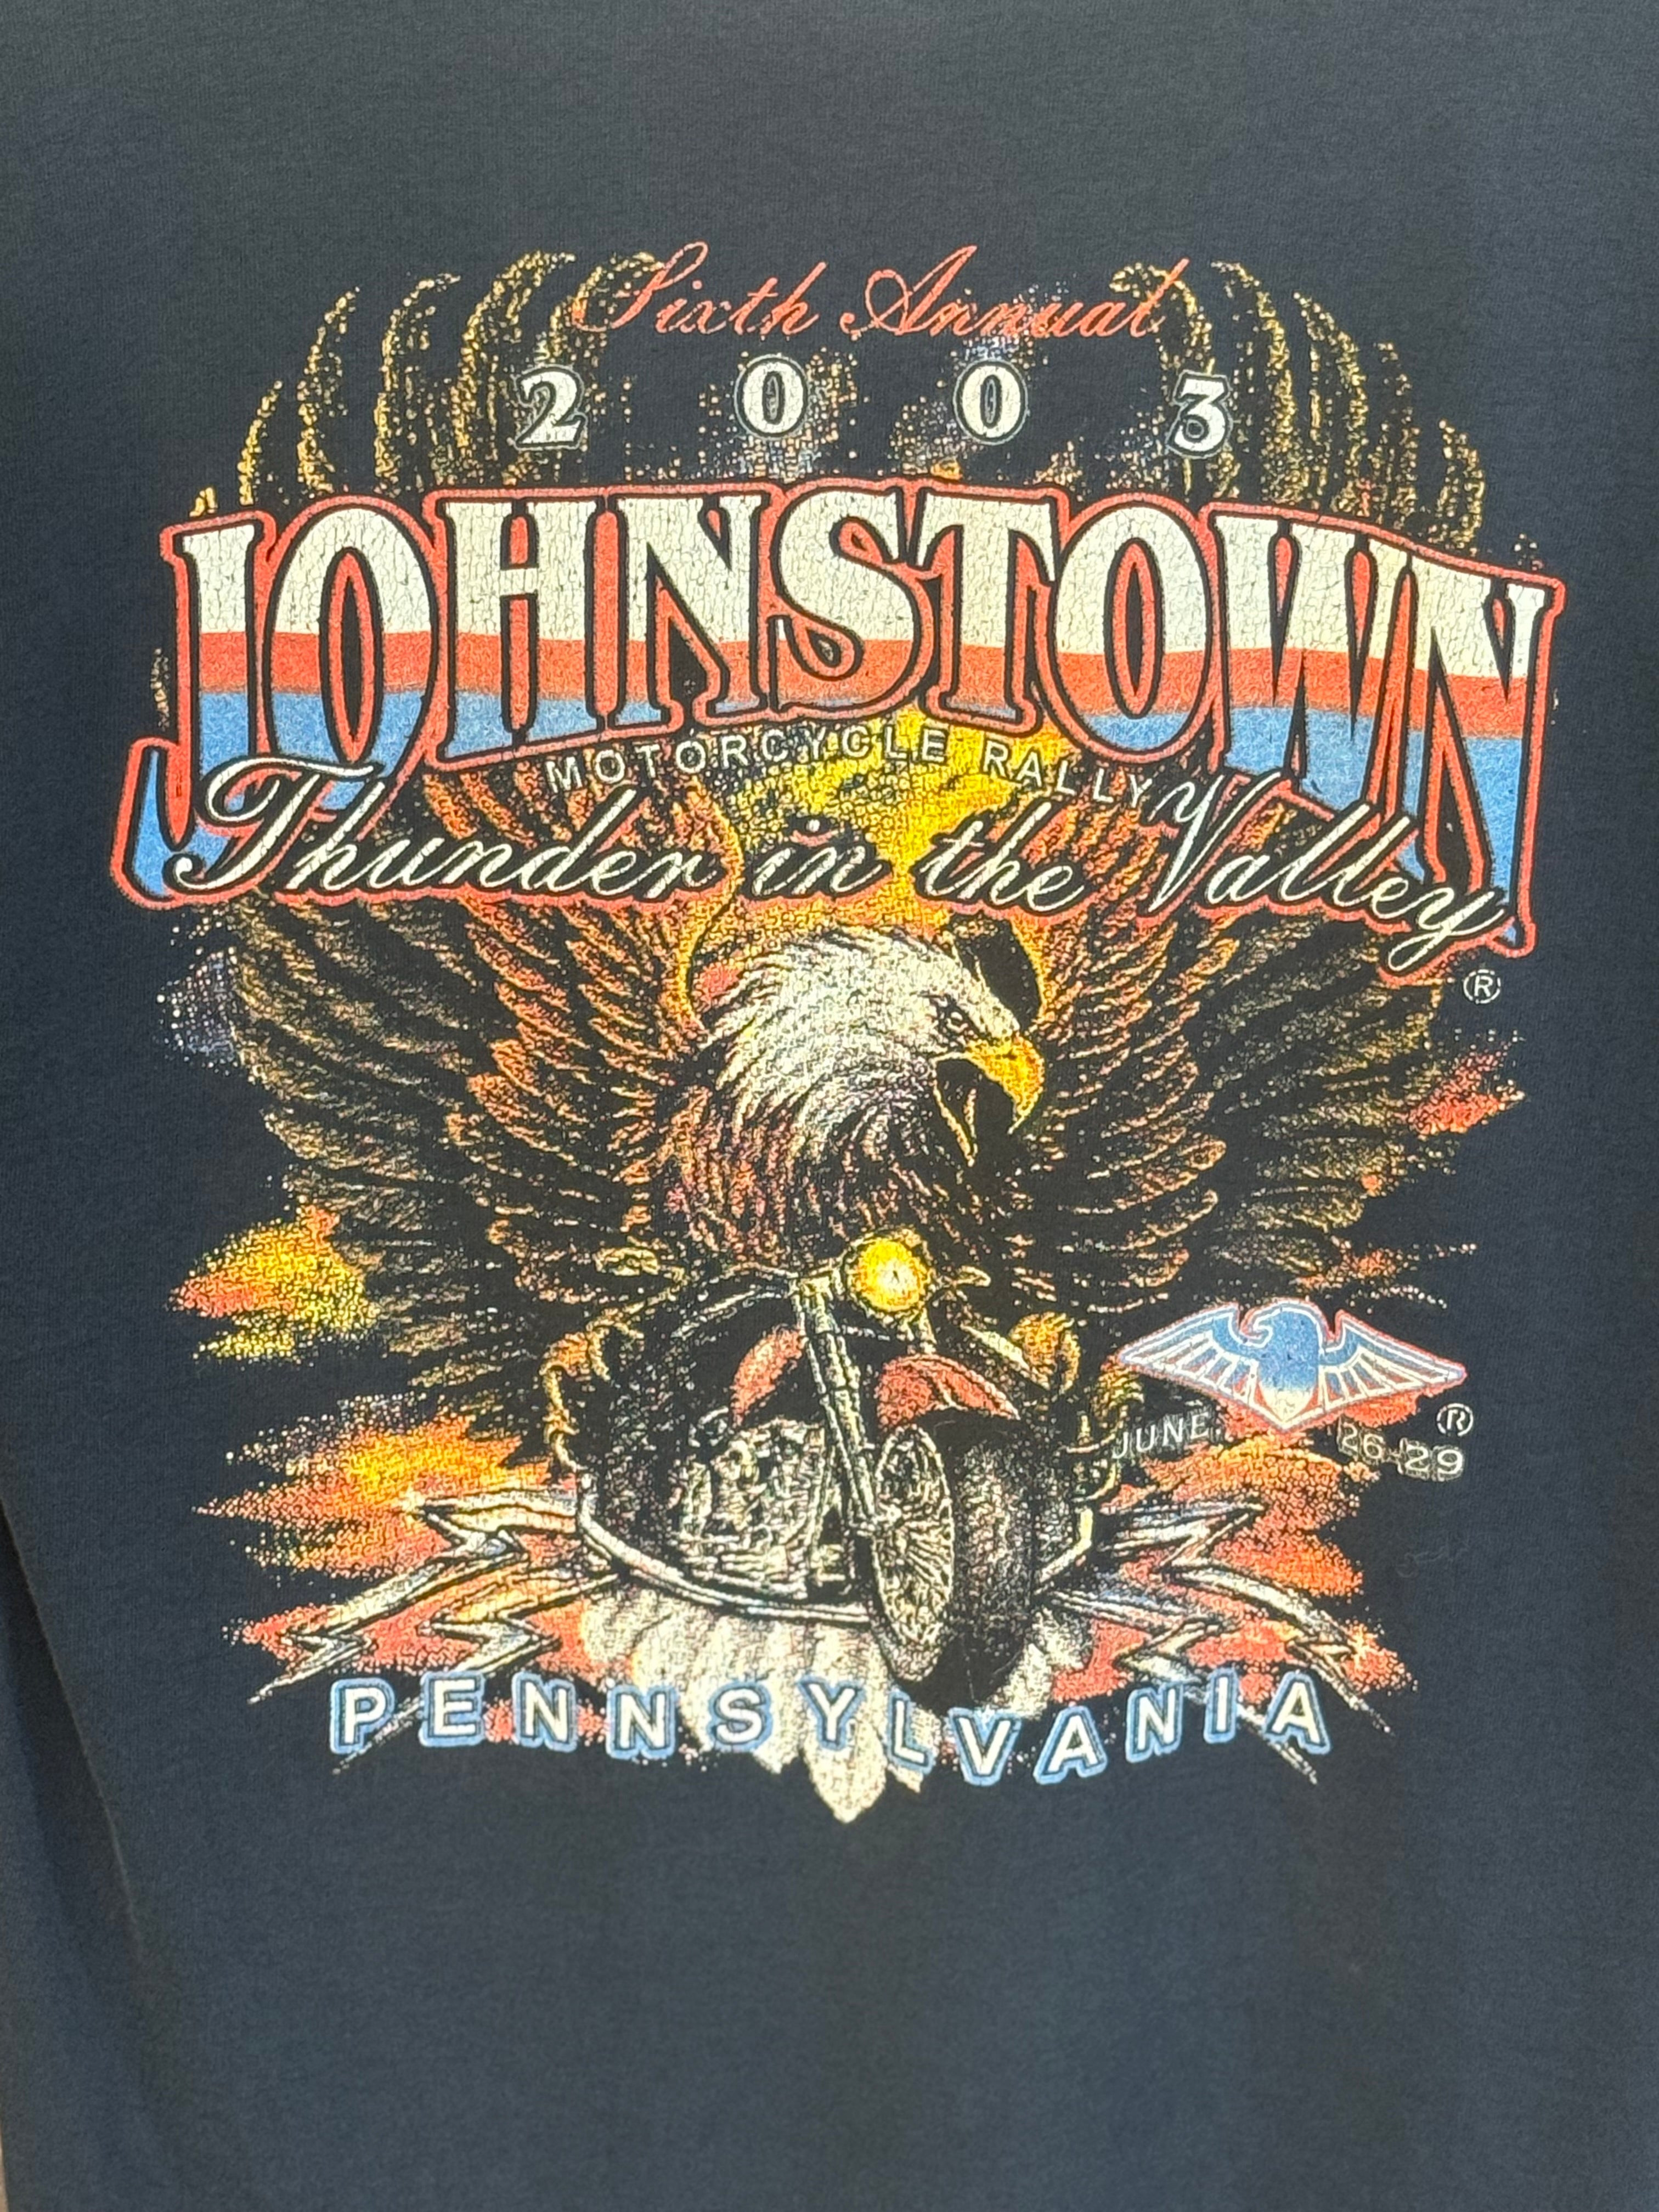 Sixth Annual
2003
JOHNSTOWN
MOTORCYCLE RALLY
Thunder in the Valley
®
®
JUNE 26-29
PENNSYLVANIA